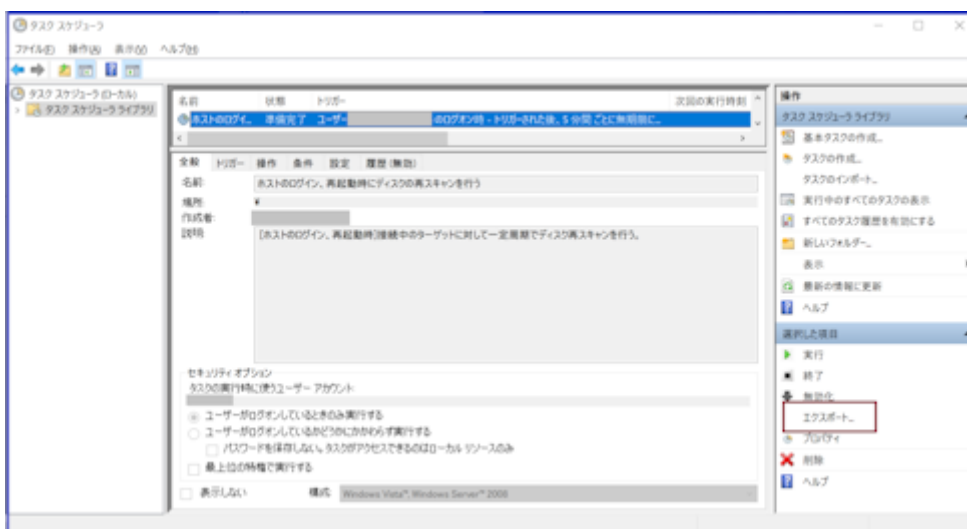 タスク スケジューラ
ファイル(F) 操作(A) 表示(V) ヘルプ(H)
タスク スケジューラ (ローカル)
タスク スケジューラ ライブラリ
名前 状態 トリガー 次回の実行時刻
ホストのログイ... 準備完了 ユーザー のログオン時 - トリガーされた後、5 分間 ごとに無期限に...
全般 トリガー 操作 条件 設定 履歴 (無効)
名前: ホストのログイン、再起動時にディスクの再スキャンを行う
場所: ¥
作成者:
説明: [ホストのログイン、再起動時]接続中のターゲットに対して一定周期でディスク再スキャンを行う。
セキュリティ オプション
タスクの実行時に使うユーザー アカウント:
ユーザーがログオンしているときのみ実行する
ユーザーがログオンしているかどうかにかかわらず実行する
パスワードを保存しない。タスクがアクセスできるのはローカル リソースのみ
最上位の特権で実行する
表示しない 構成: Windows Vista™, Windows Server™ 2008
操作
タスク スケジューラ ライブラリ
基本タスクの作成...
タスクの作成...
タスクのインポート...
実行中のすべてのタスクの表示
すべてのタスク履歴を有効にする
新しいフォルダー...
表示
最新の情報に更新
ヘルプ
選択した項目
実行
終了
無効化
エクスポート...
プロパティ
削除
ヘルプ